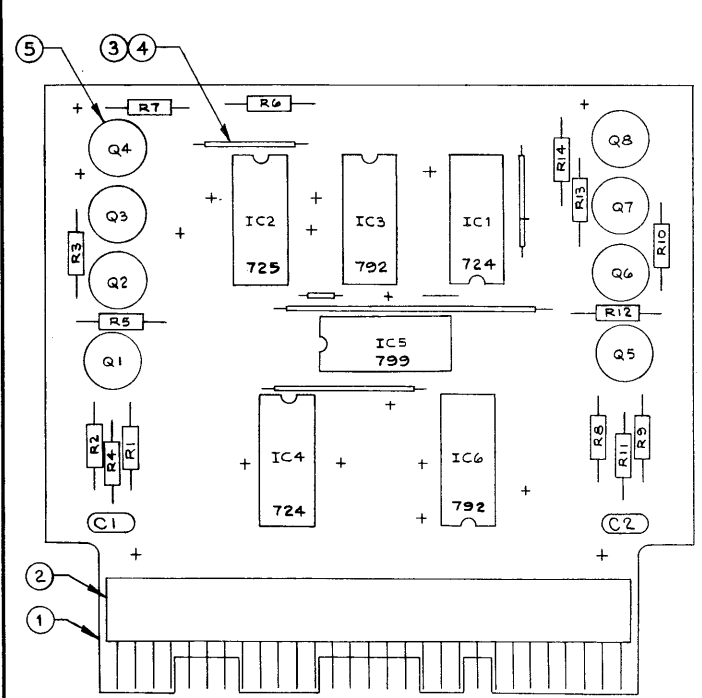 5
3 4
R7
R6
Q4
Q8
R14
R13
Q3
IC2
IC3
IC1
Q7
R3
R10
725
792
724
Q2
Q6
R5
R12
IC5
799
Q1
Q5
R2
R4
R1
IC4
IC6
R8
R11
R9
724
792
C1
C2
2
1